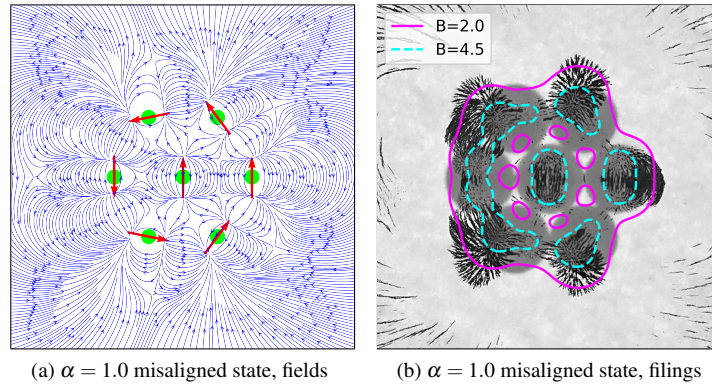 B=2.0
B=4.5
(a) α = 1.0 misaligned state, fields
(b) α = 1.0 misaligned state, filings